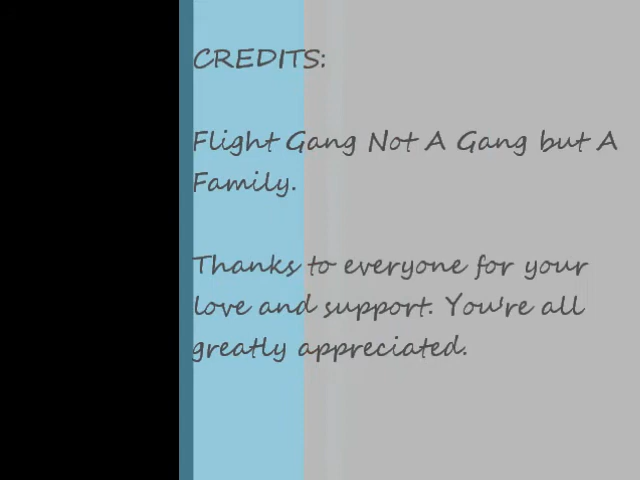 CREDITS:
Flight Gang Not A Gang but A
Family.
Thanks to everyone for your
love and support. You're all
greatly appreciated.